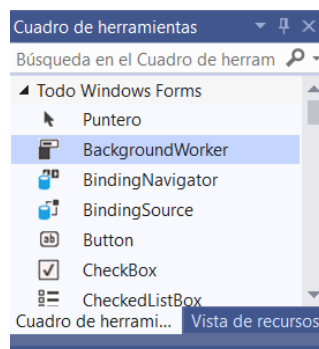 Cuadro de herramientas
Búsqueda en el Cuadro de herram
Todo Windows Forms
Puntero
BackgroundWorker
BindingNavigator
BindingSource
Button
CheckBox
CheckedListBox
Cuadro de herrami... Vista de recursos